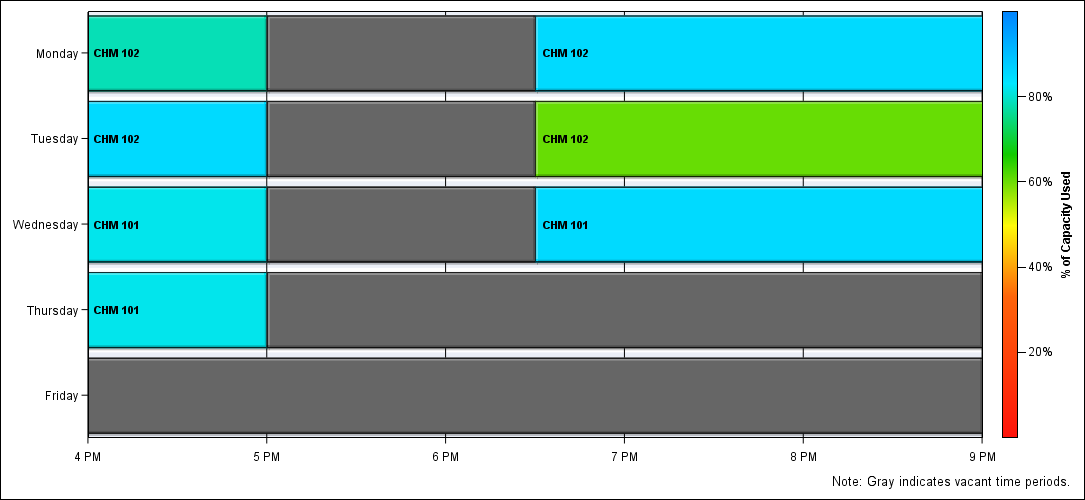 Monday
CHM 102
CHM 102
80%
Tuesday
CHM 102
CHM 102
60%
Wednesday
CHM 101
CHM 101
40%
Thursday
CHM 101
20%
Friday
% of Capacity Used
4 PM 5 PM 6 PM 7 PM 8 PM 9 PM
Note: Gray indicates vacant time periods.